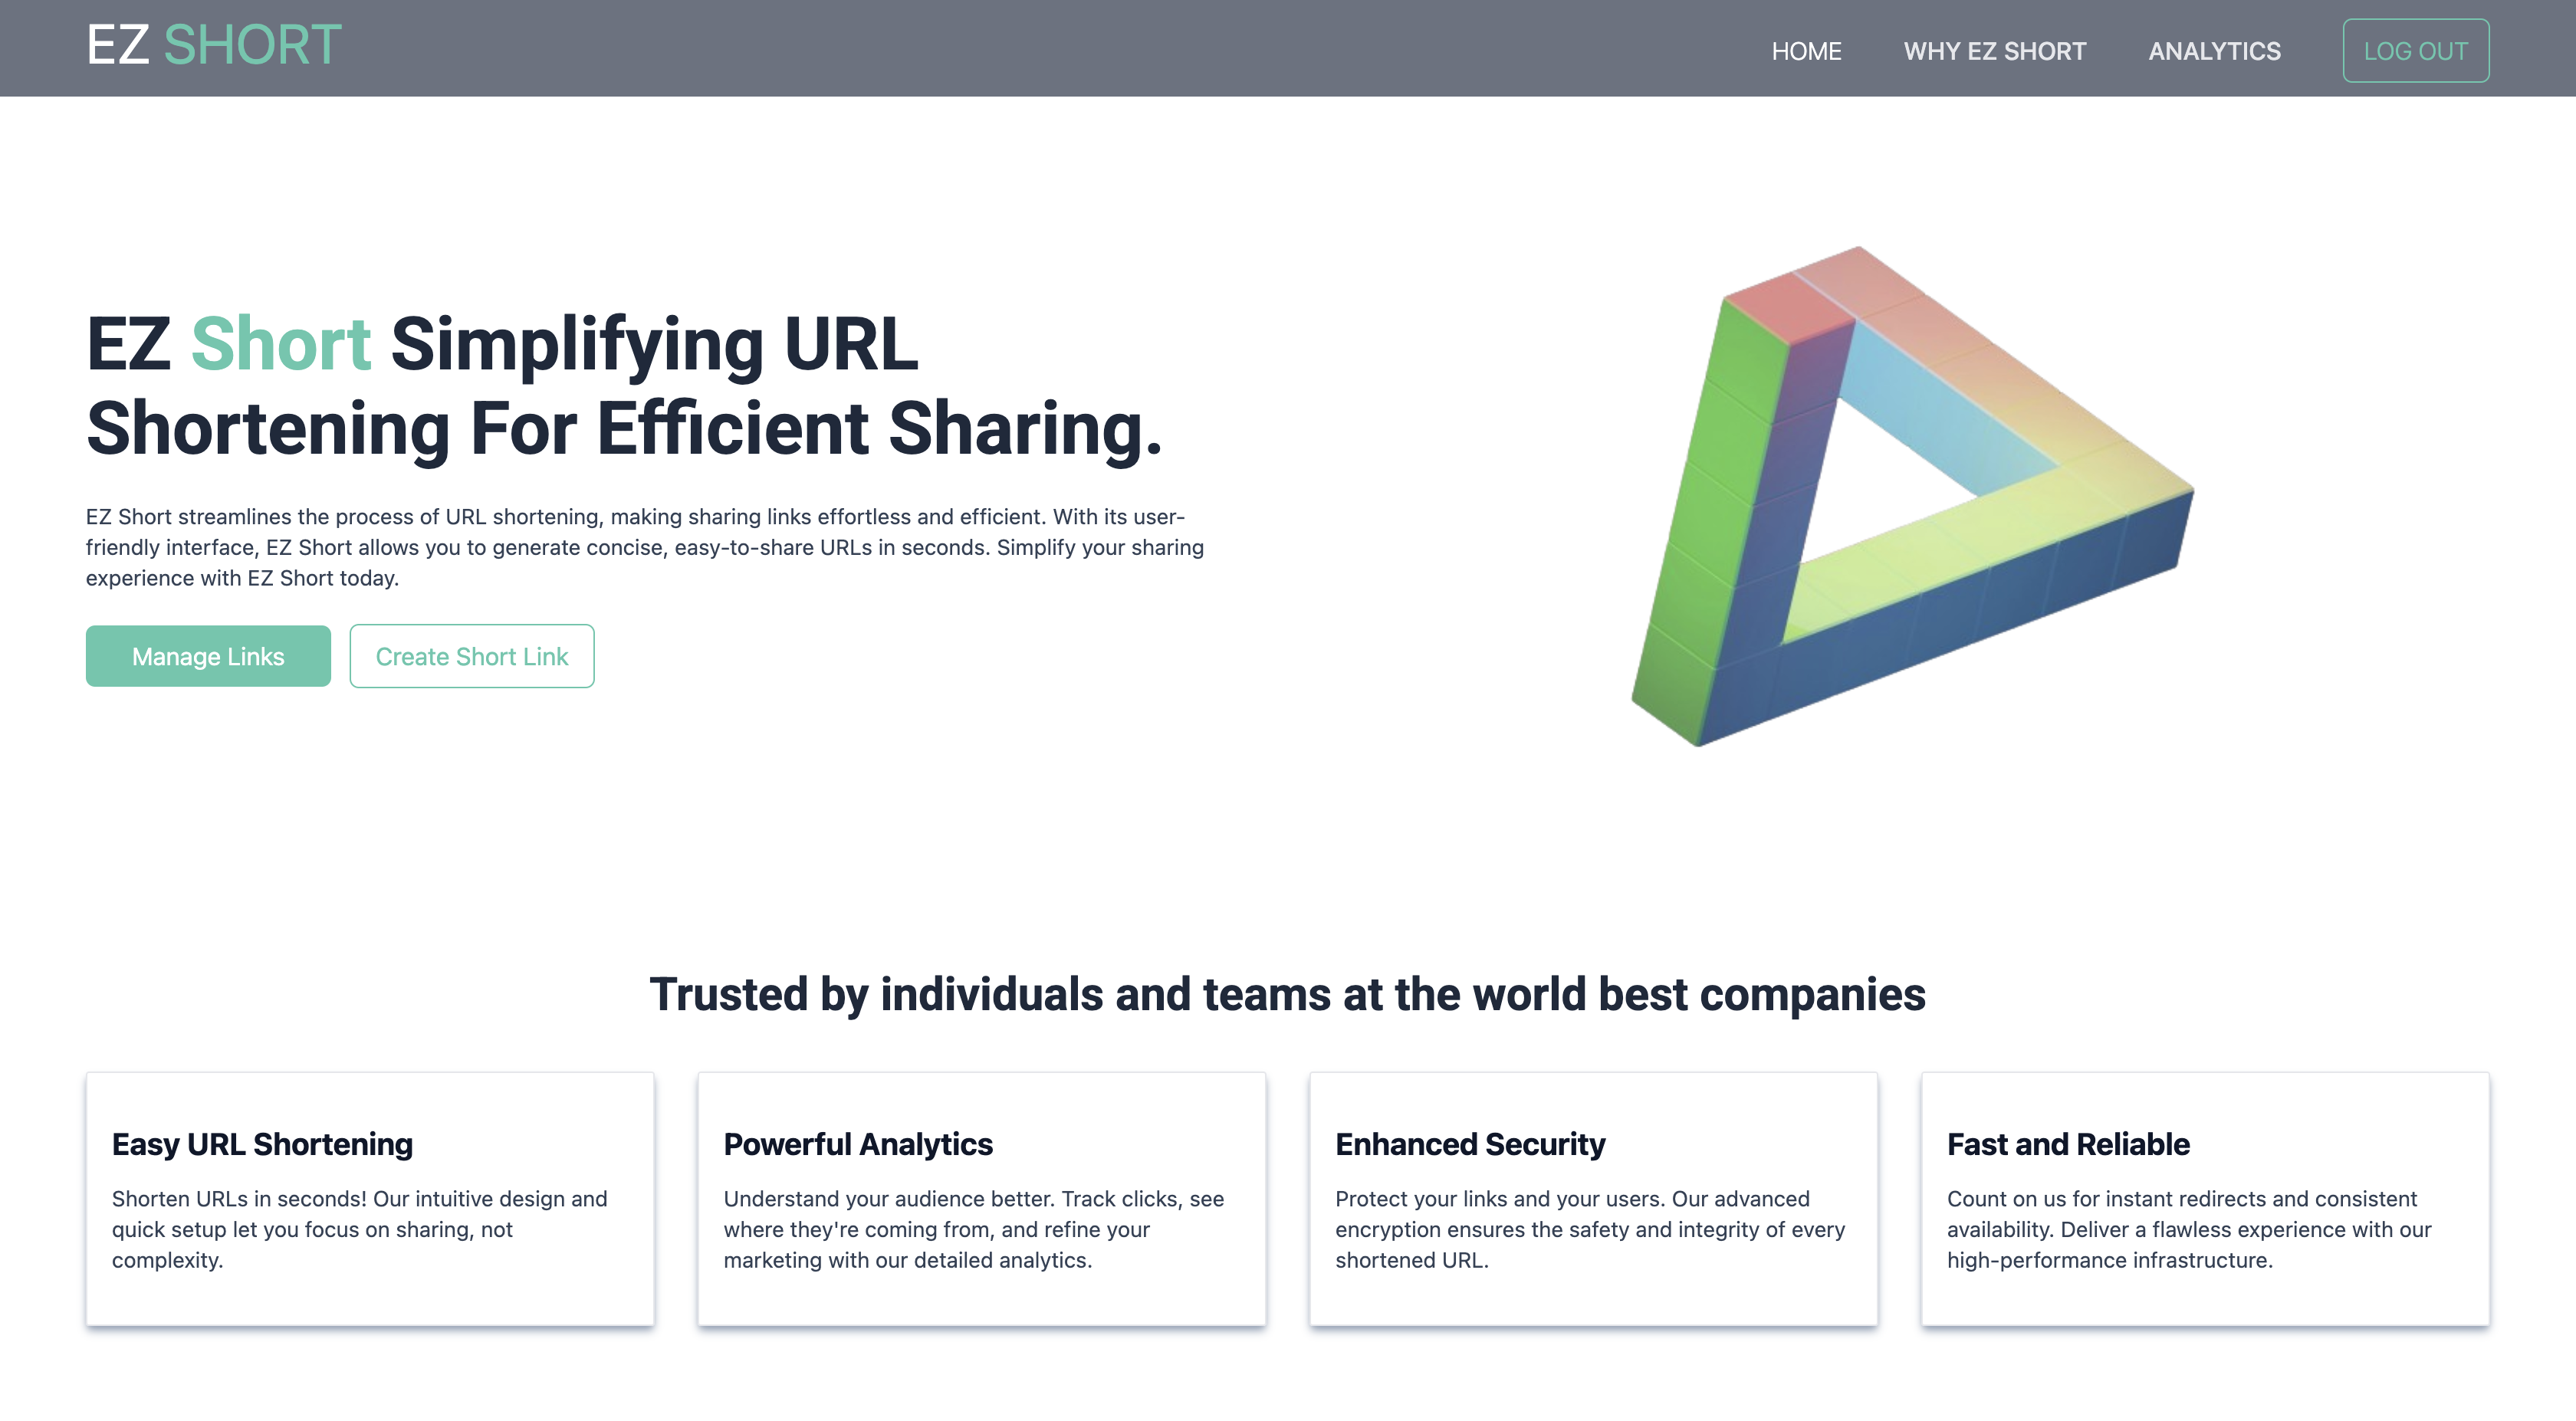 EZ SHORT
HOME
WHY EZ SHORT
ANALYTICS
LOG OUT
EZ Short Simplifying URL
Shortening For Efficient Sharing.
EZ Short streamlines the process of URL shortening, making sharing links effortless and efficient. With its user-
friendly interface, EZ Short allows you to generate concise, easy-to-share URLs in seconds. Simplify your sharing
experience with EZ Short today.
Manage Links
Create Short Link
Trusted by individuals and teams at the world best companies
Easy URL Shortening
Shorten URLs in seconds! Our intuitive design and
quick setup let you focus on sharing, not
complexity.
Powerful Analytics
Understand your audience better. Track clicks, see
where they're coming from, and refine your
marketing with our detailed analytics.
Enhanced Security
Protect your links and your users. Our advanced
encryption ensures the safety and integrity of every
shortened URL.
Fast and Reliable
Count on us for instant redirects and consistent
availability. Deliver a flawless experience with our
high-performance infrastructure.